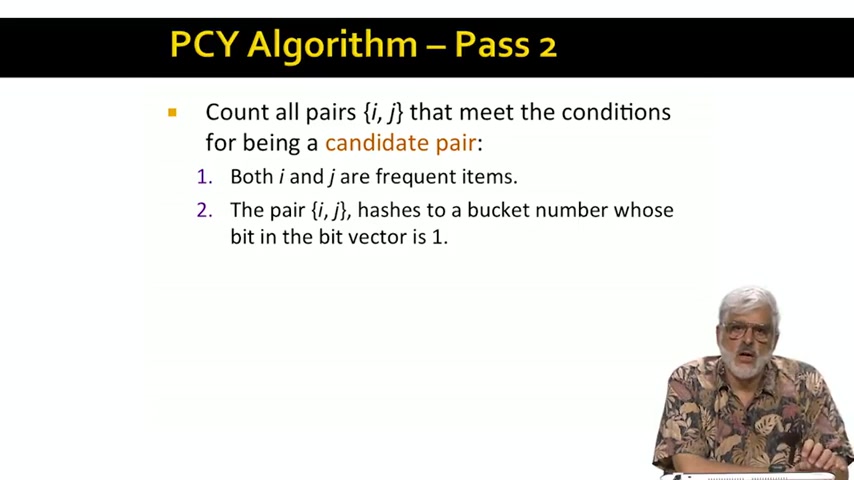 PCY Algorithm – Pass 2
▪ Count all pairs {i, j} that meet the conditions
for being a candidate pair:
1. Both i and j are frequent items.
2. The pair {i, j}, hashes to a bucket number whose
bit in the bit vector is 1.